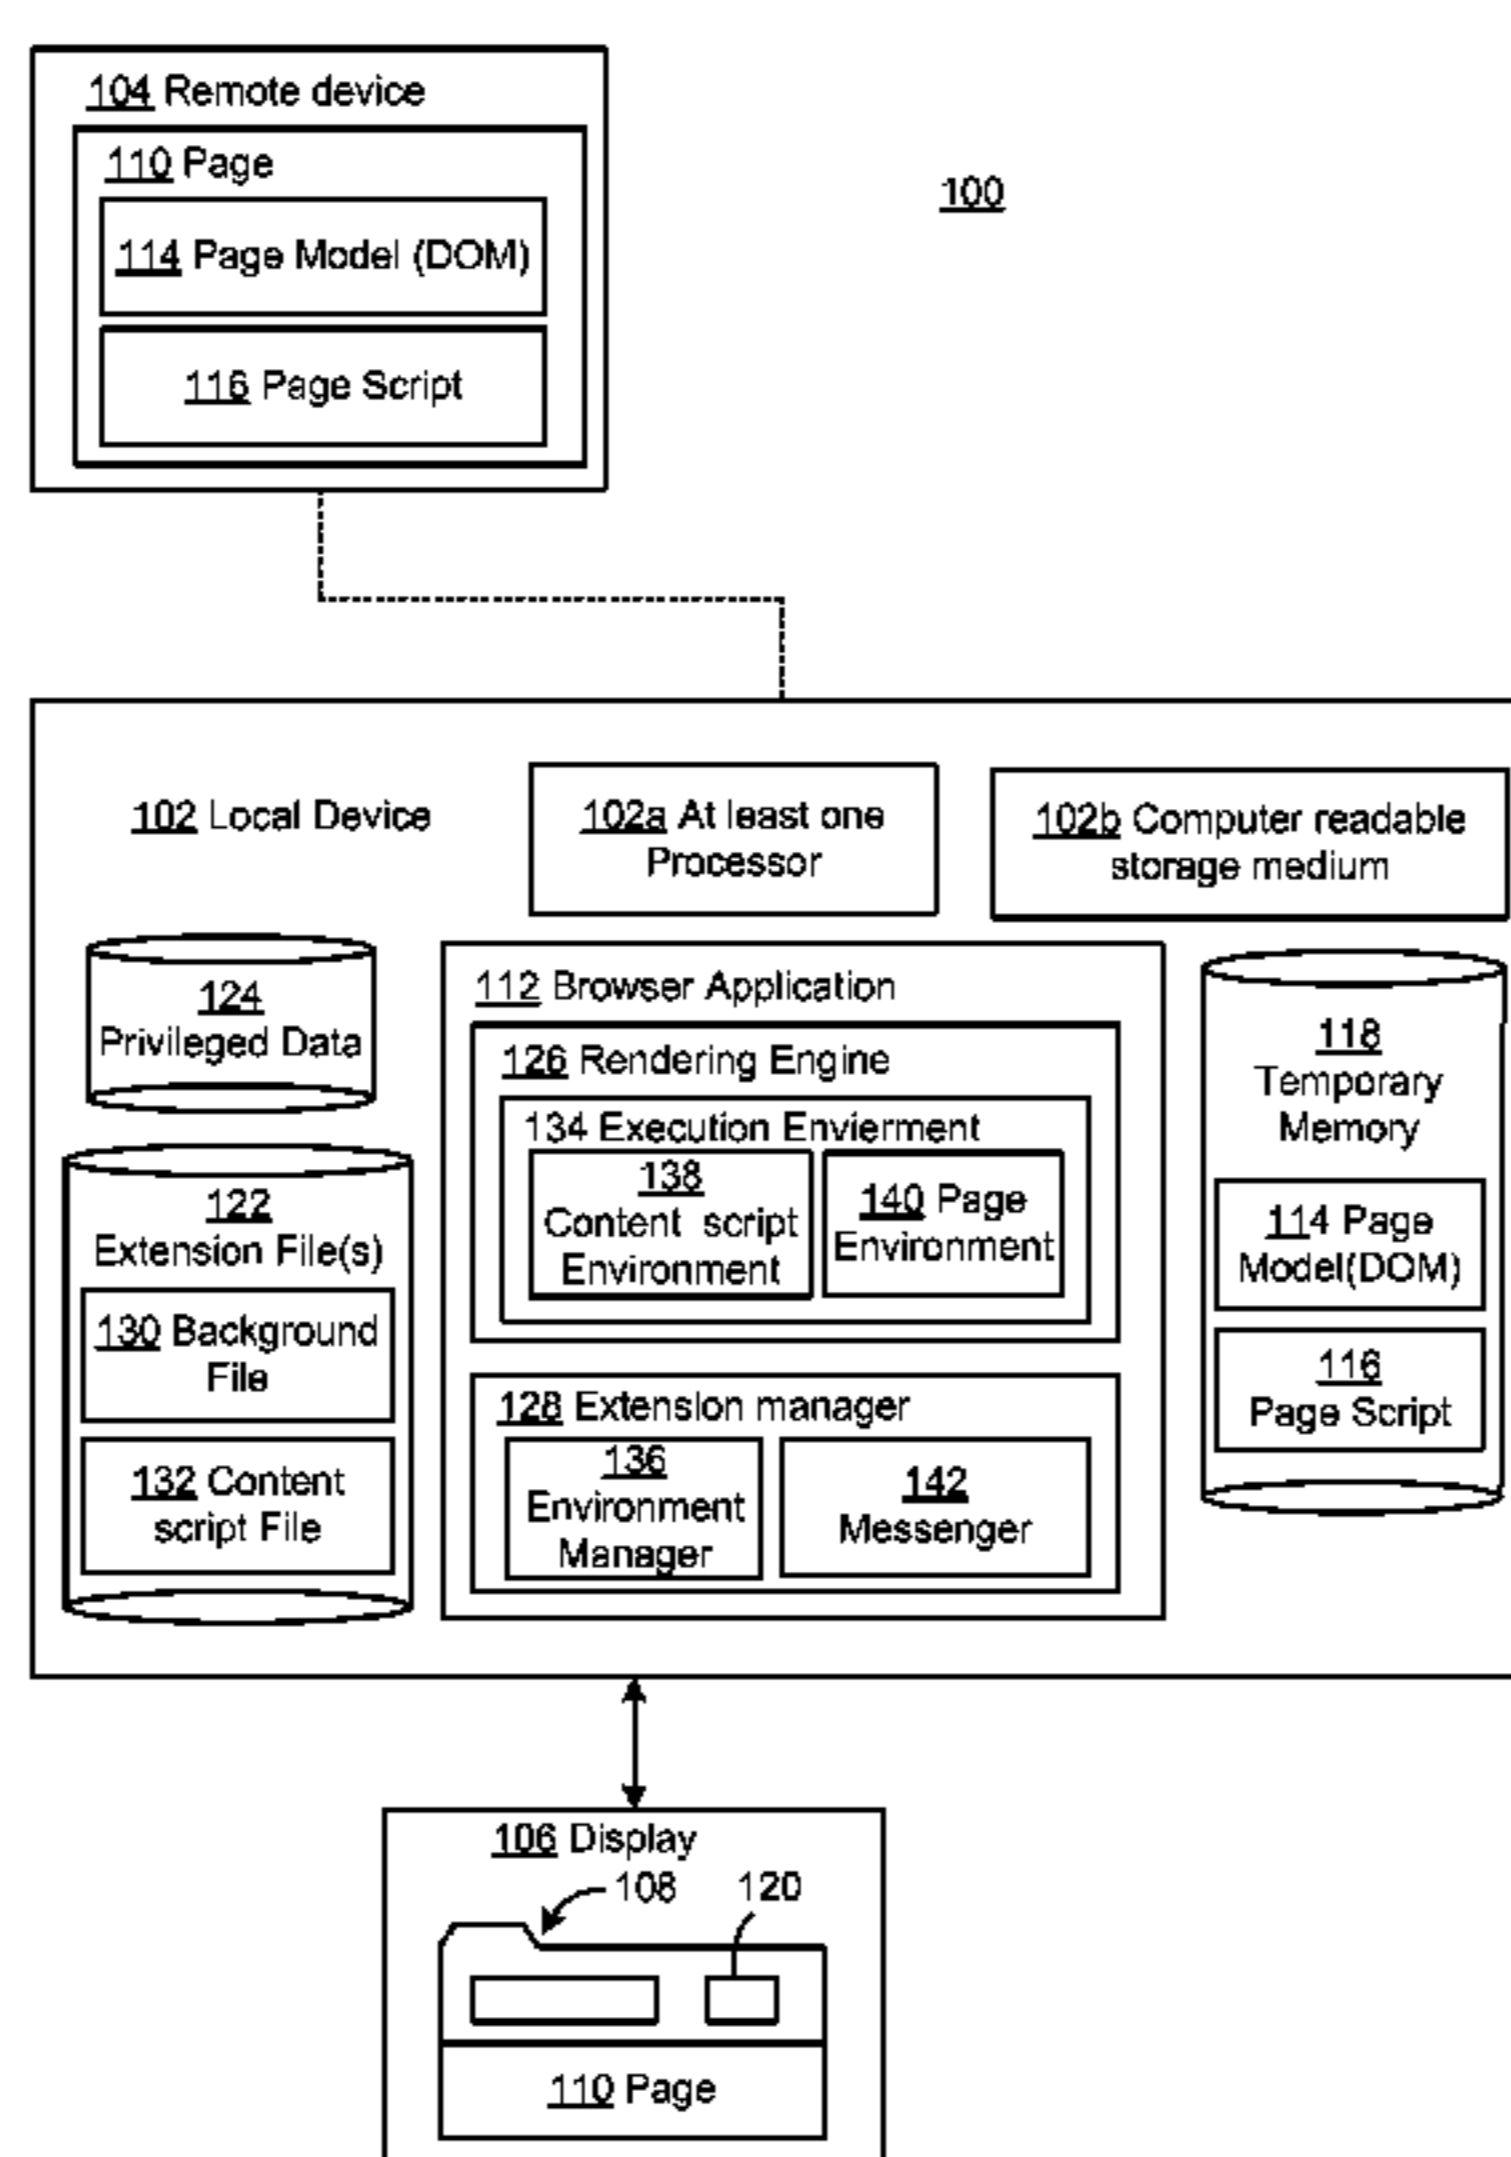 104 Remote device
110 Page
100
114 Page Model (DOM)
116 Page Script
102 Local Device
102a At least one
Processor
102b Computer readable
storage medium
124
Privileged Data
112 Browser Application
118
Temporary
Memory
126 Rendering Engine
134 Execution Envierment
138
Content script
Environment
140 Page
Environment
122
Extension File(s)
114 Page
Model(DOM)
130 Background
File
116
Page Script
128 Extension manager
136
Environment
Manager
142
Messenger
132 Content
script File
106 Display
108
120
110 Page